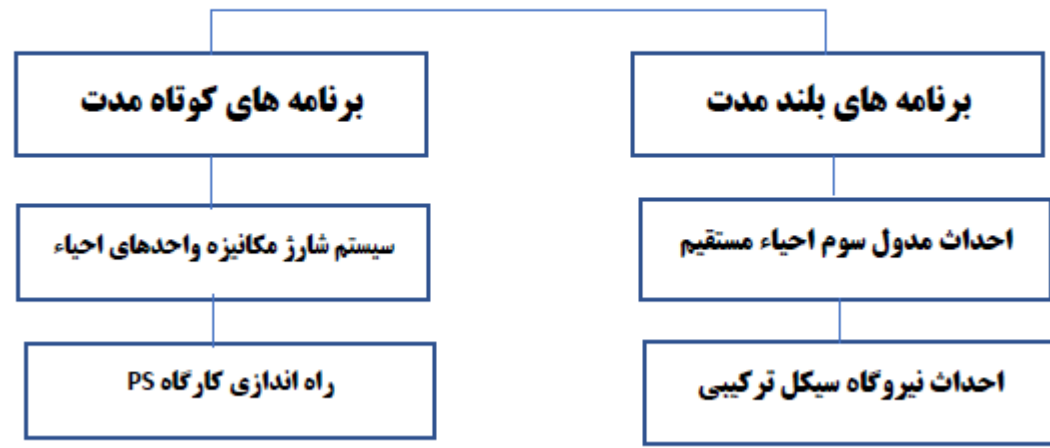 برنامه های بلند مدت
برنامه های کوتاه مدت
احداث مدول سوم احیاء مستقیم
سیستم شارژ مکانیزه واحدهای احیاء
احداث نیروگاه سیکل ترکیبی
راه اندازی کارگاه PS